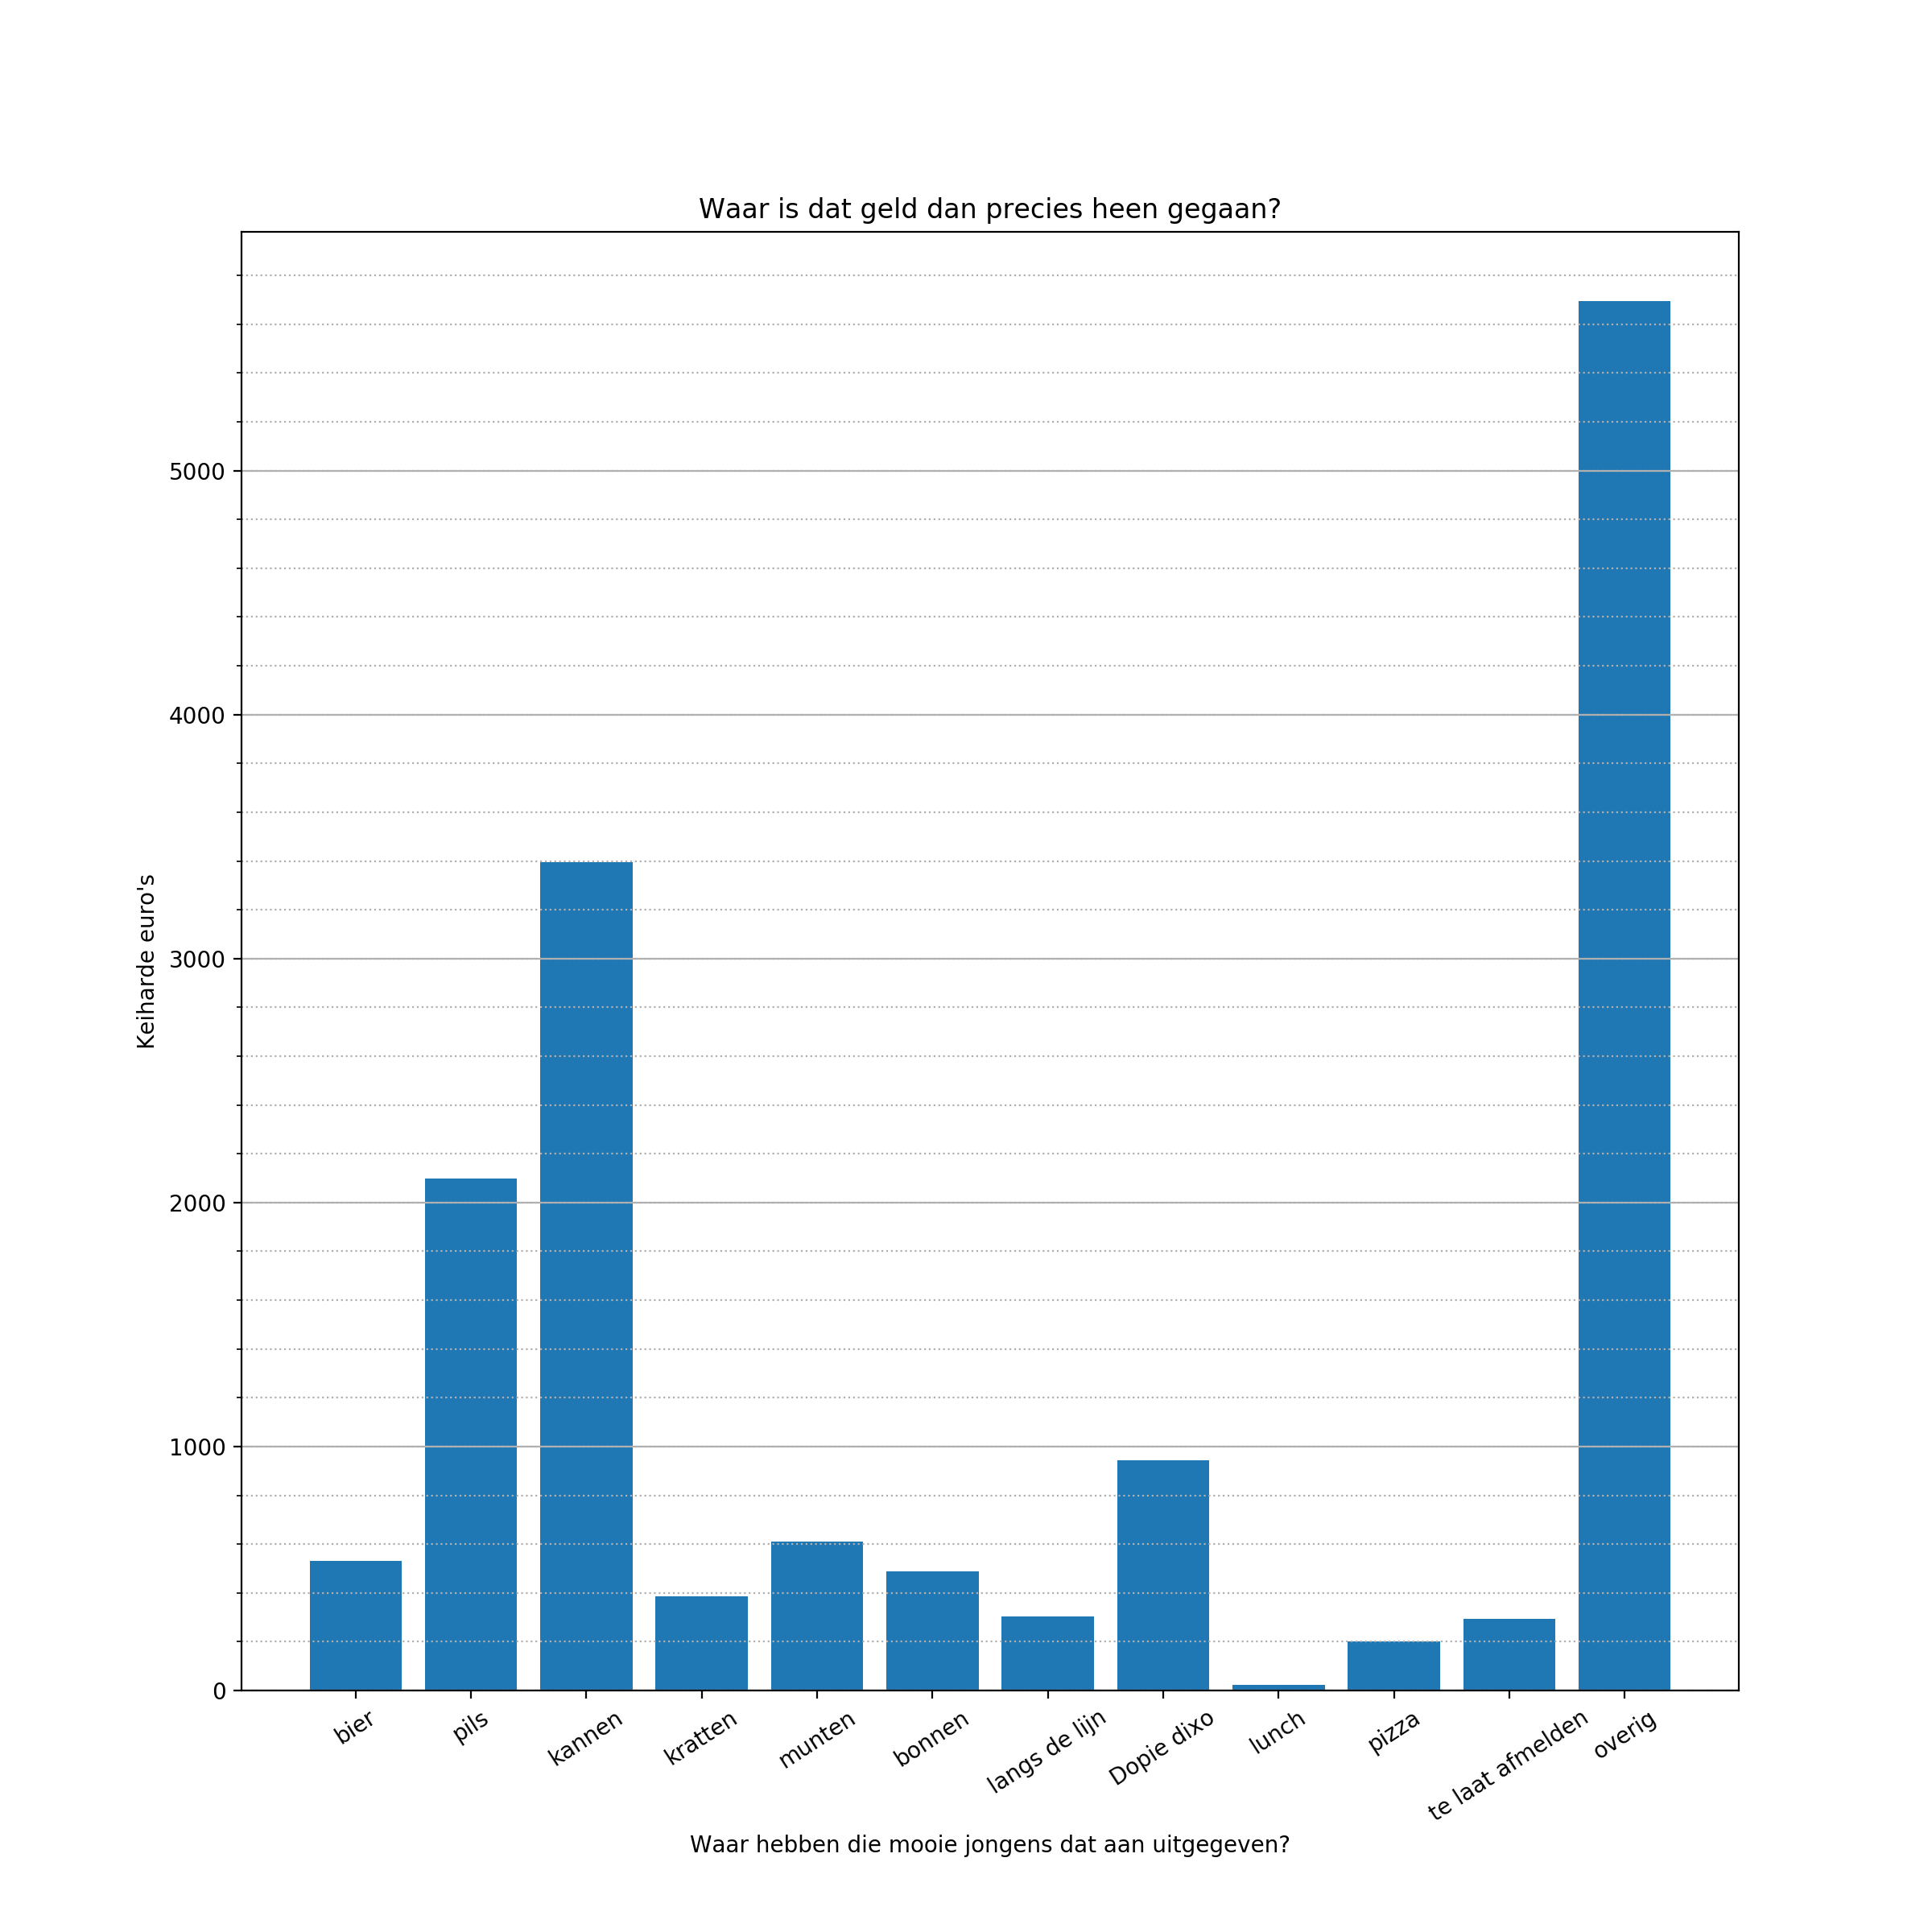 Waar is dat geld dan precies heen gegaan?
Keiharde euro's
5000
4000
3000
2000
1000
0
bier
pils
kannen
kratten
munten
bonnen
langs de lijn
Dopie dixo
lunch
pizza
te laat afmelden
overig
Waar hebben die mooie jongens dat aan uitgegeven?